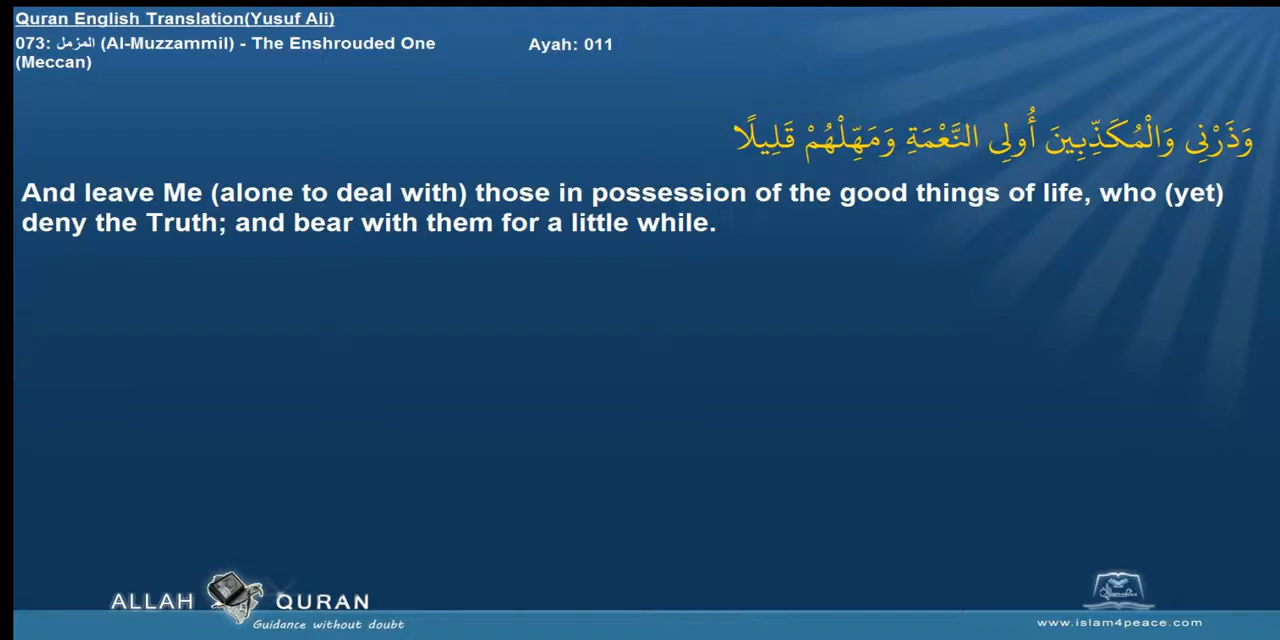 Quran English Translation(Yusuf Ali)
073: المزمل (Al-Muzzammil) - The Enshrouded One Ayah: 011
(Meccan)
وَذَرْنِى وَالْمُكَذِّبِينَ أُولِى النَّعْمَةِ وَمَهِّلْهُمْ قَلِيلًا
And leave Me (alone to deal with) those in possession of the good things of life, who (yet)
deny the Truth; and bear with them for a little while.
ALLAH QURAN
Guidance without doubt
www.islam4peace.com